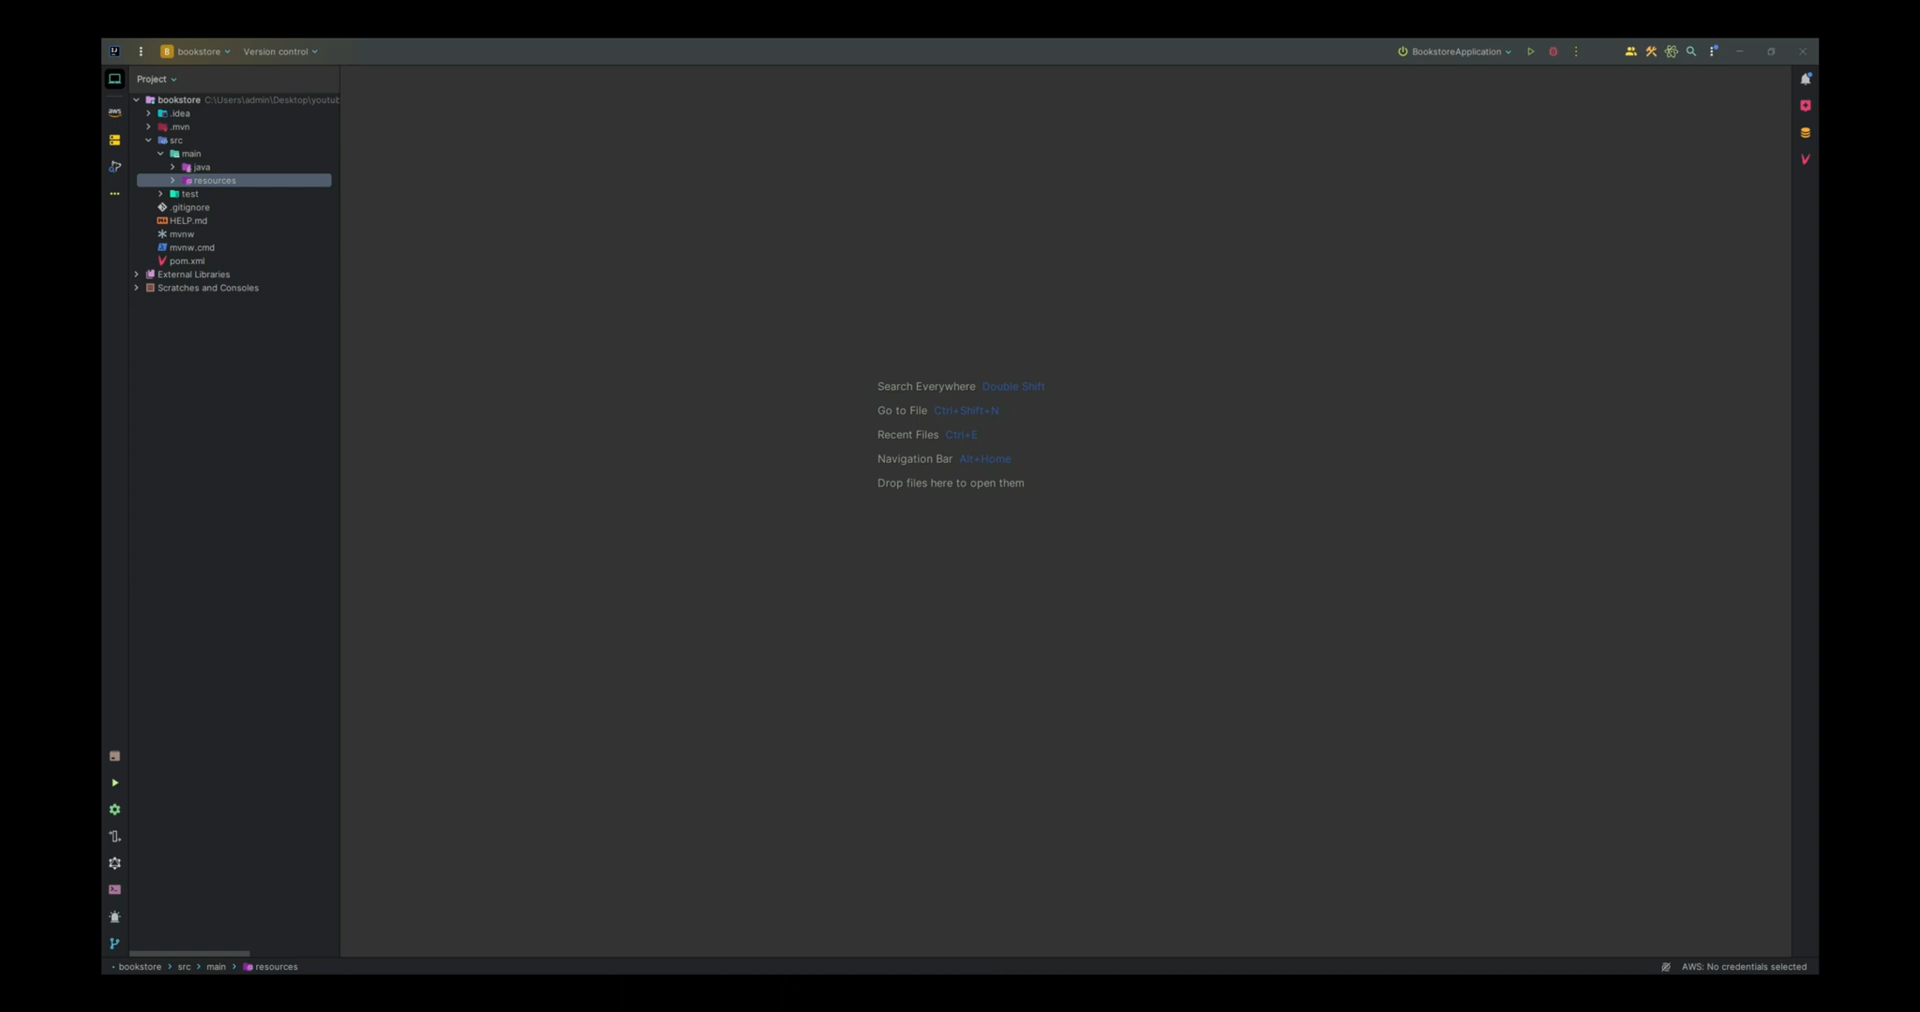 B bookstore Version control BookstoreApplication
Project
bookstore C:\Users\admin\Desktop\youtub
.idea
.mvn
src
main
java
resources
test
.gitignore
HELP.md
mvnw
mvnw.cmd
pom.xml
External Libraries
Scratches and Consoles
aws
Search Everywhere Double Shift
Go to File Ctrl+Shift+N
Recent Files Ctrl+E
Navigation Bar Alt+Home
Drop files here to open them
bookstore > src > main > resources AWS: No credentials selected